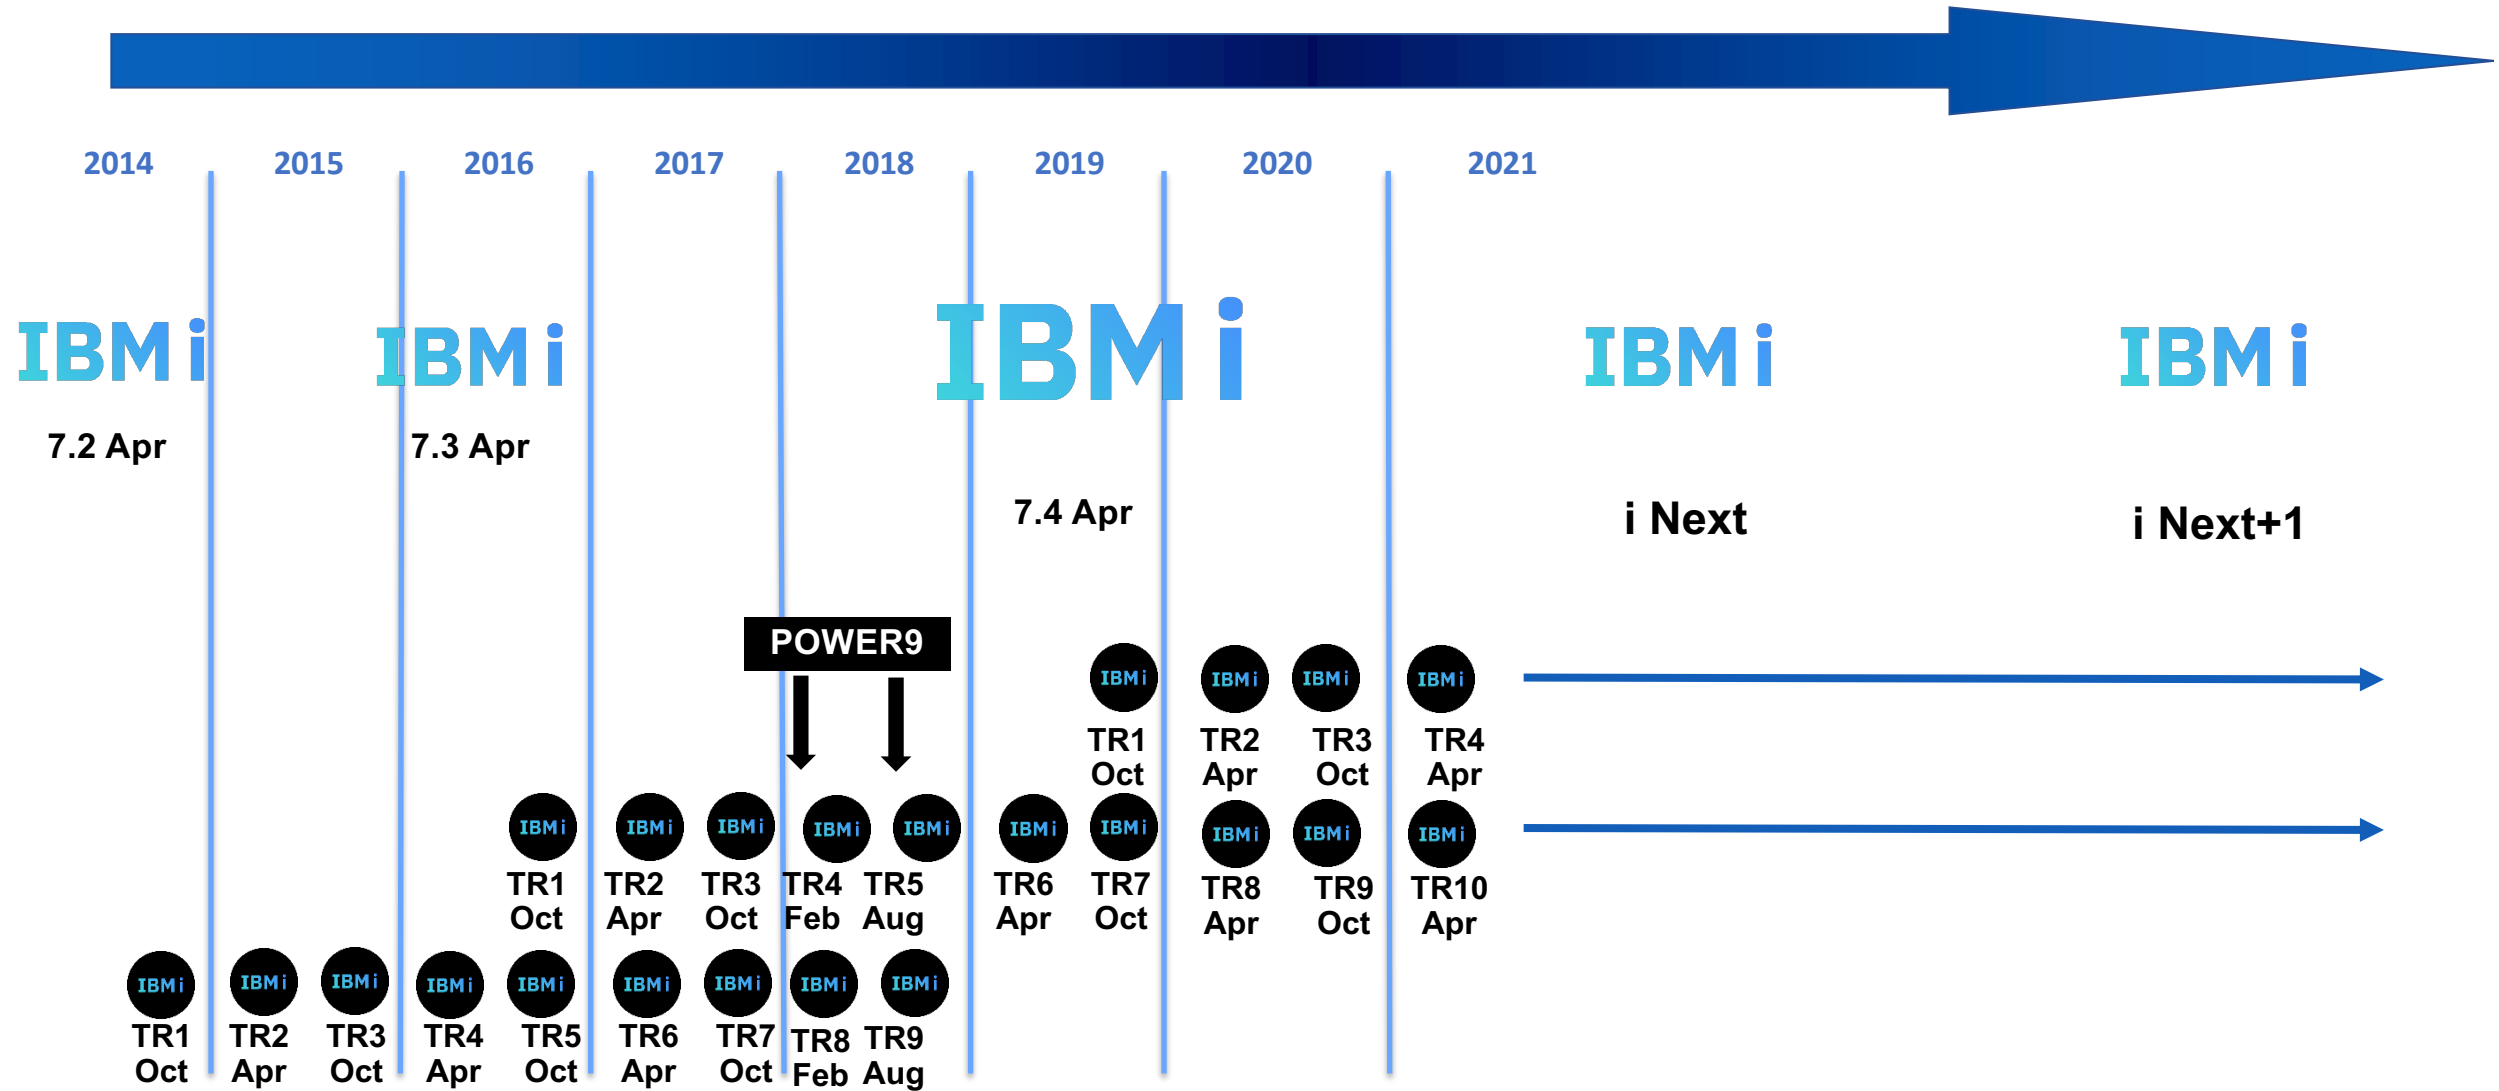 2014 2015 2016 2017 2018 2019 2020 2021
IBM i IBM i IBM i IBM i IBM i
7.2 Apr 7.3 Apr
7.4 Apr i Next i Next+1
POWER9
IBM i IBM i IBM i IBM i
TR1 TR2 TR3 TR4
Oct Apr Oct Apr
IBM i IBM i IBM i IBM i IBM i IBM i IBM i IBM i IBM i IBM i
TR1 TR2 TR3 TR4 TR5 TR6 TR7 TR8 TR9 TR10
Oct Apr Oct Feb Aug Apr Oct Apr Oct Apr
IBM i IBM i IBM i IBM i IBM i IBM i IBM i IBM i IBM i
TR1 TR2 TR3 TR4 TR5 TR6 TR7 TR8 TR9
Oct Apr Oct Apr Oct Apr Oct Feb Aug